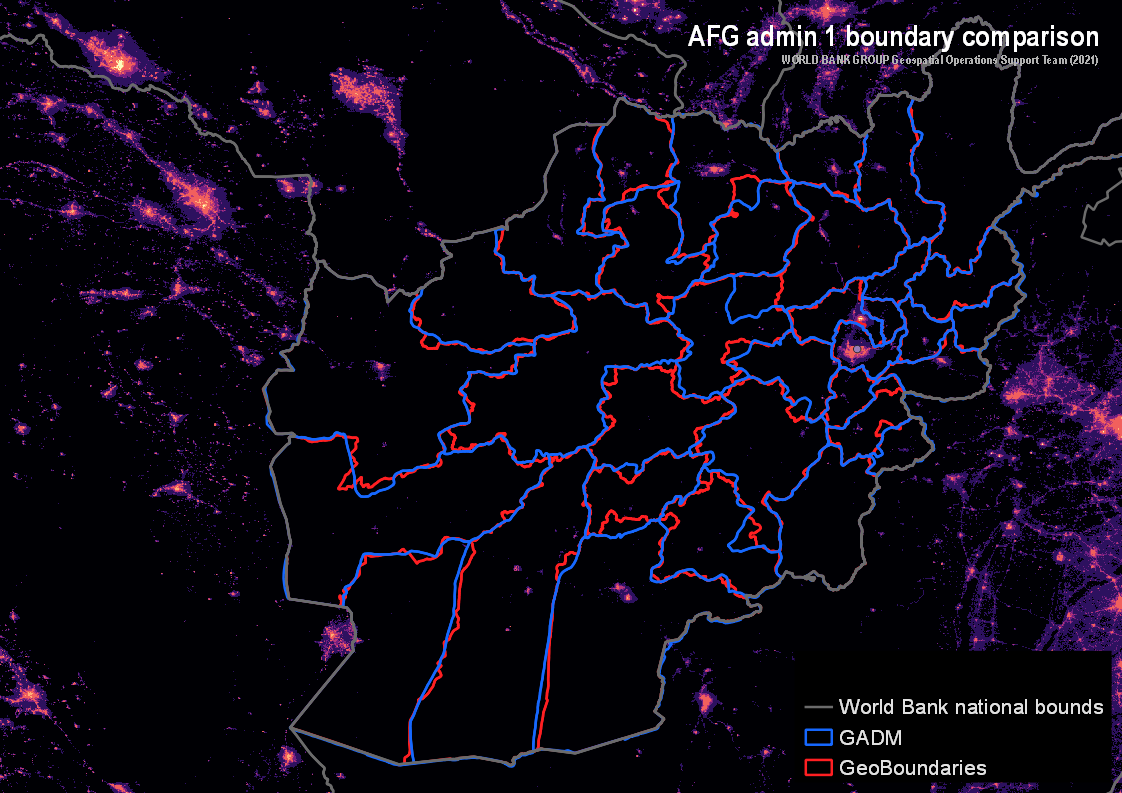 AFG admin 1 boundary comparison
WORLD BANK GROUP Geospatial Operations Support Team (2021)
World Bank national bounds
GADM
GeoBoundaries